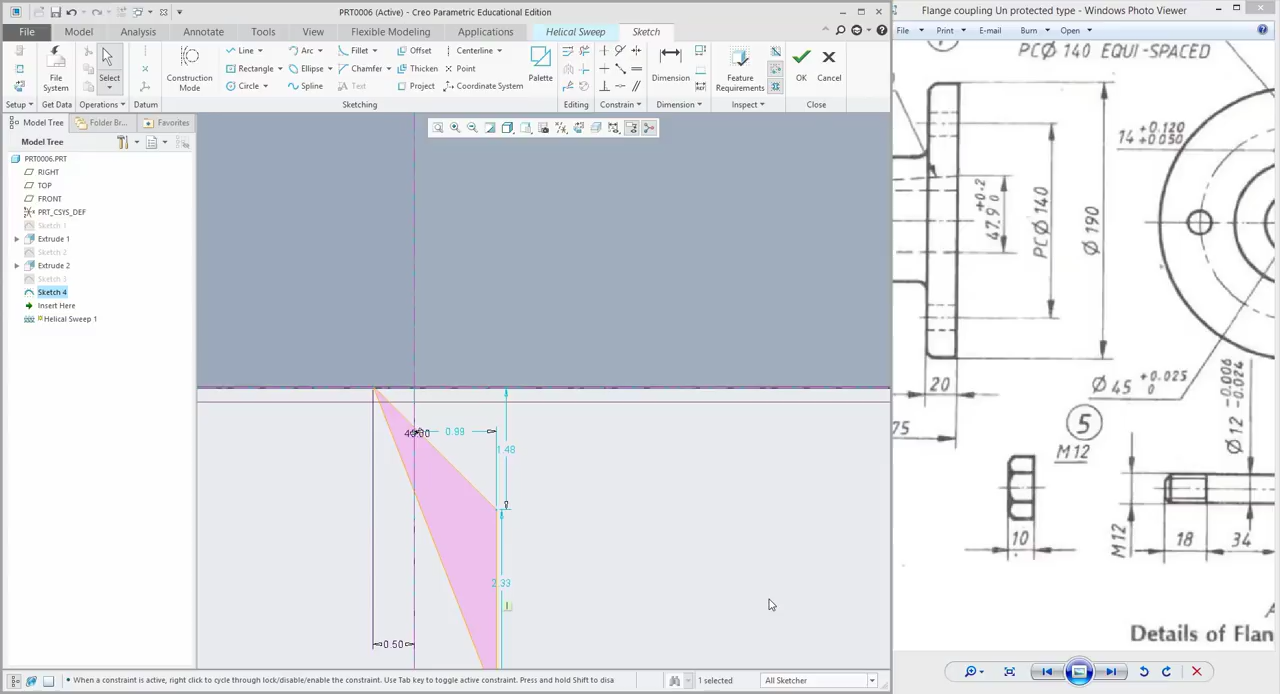 PRT0006 (Active) - Creo Parametric Educational Edition
File Model Analysis Annotate Tools View Flexible Modeling Applications Helical Sweep Sketch
File System
Select
Construction Mode
Line Arc Fillet Offset Centerline
Rectangle Ellipse Chamfer Thicken Point
Circle Spline Text Project Coordinate System
Palette
Dimension
Feature Requirements
OK
Cancel
Setup Get Data Operations Datum Sketching Editing Constrain Dimension Inspect Close
Model Tree Folder Br... Favorites
Model Tree
PRT0006.PRT
RIGHT
TOP
FRONT
PRT_CSYS_DEF
Sketch 1
Extrude 1
Sketch 2
Extrude 2
Sketch 3
Sketch 4
Insert Here
Helical Sweep 1
0.99
1.48
2.33
0.50
• When a constraint is active, right click to cycle through lock/disable/enable the
Use Tab to toggle active constraint. Press and hold Shift to disa
1 selected
All Sketcher
Flange coupling Un protected type - Windows Photo Viewer
File Print E-mail Burn Open
PCØ 140 EQUI-SPACED
14 +0.120 +0.050
47.9 +0.2 0
PCØ 140
Ø 190
20
75
Ø 45 +0.025 0
Ø 12 -0.006 -0.024
5
M12
10
M12
18
34
Details of Flan